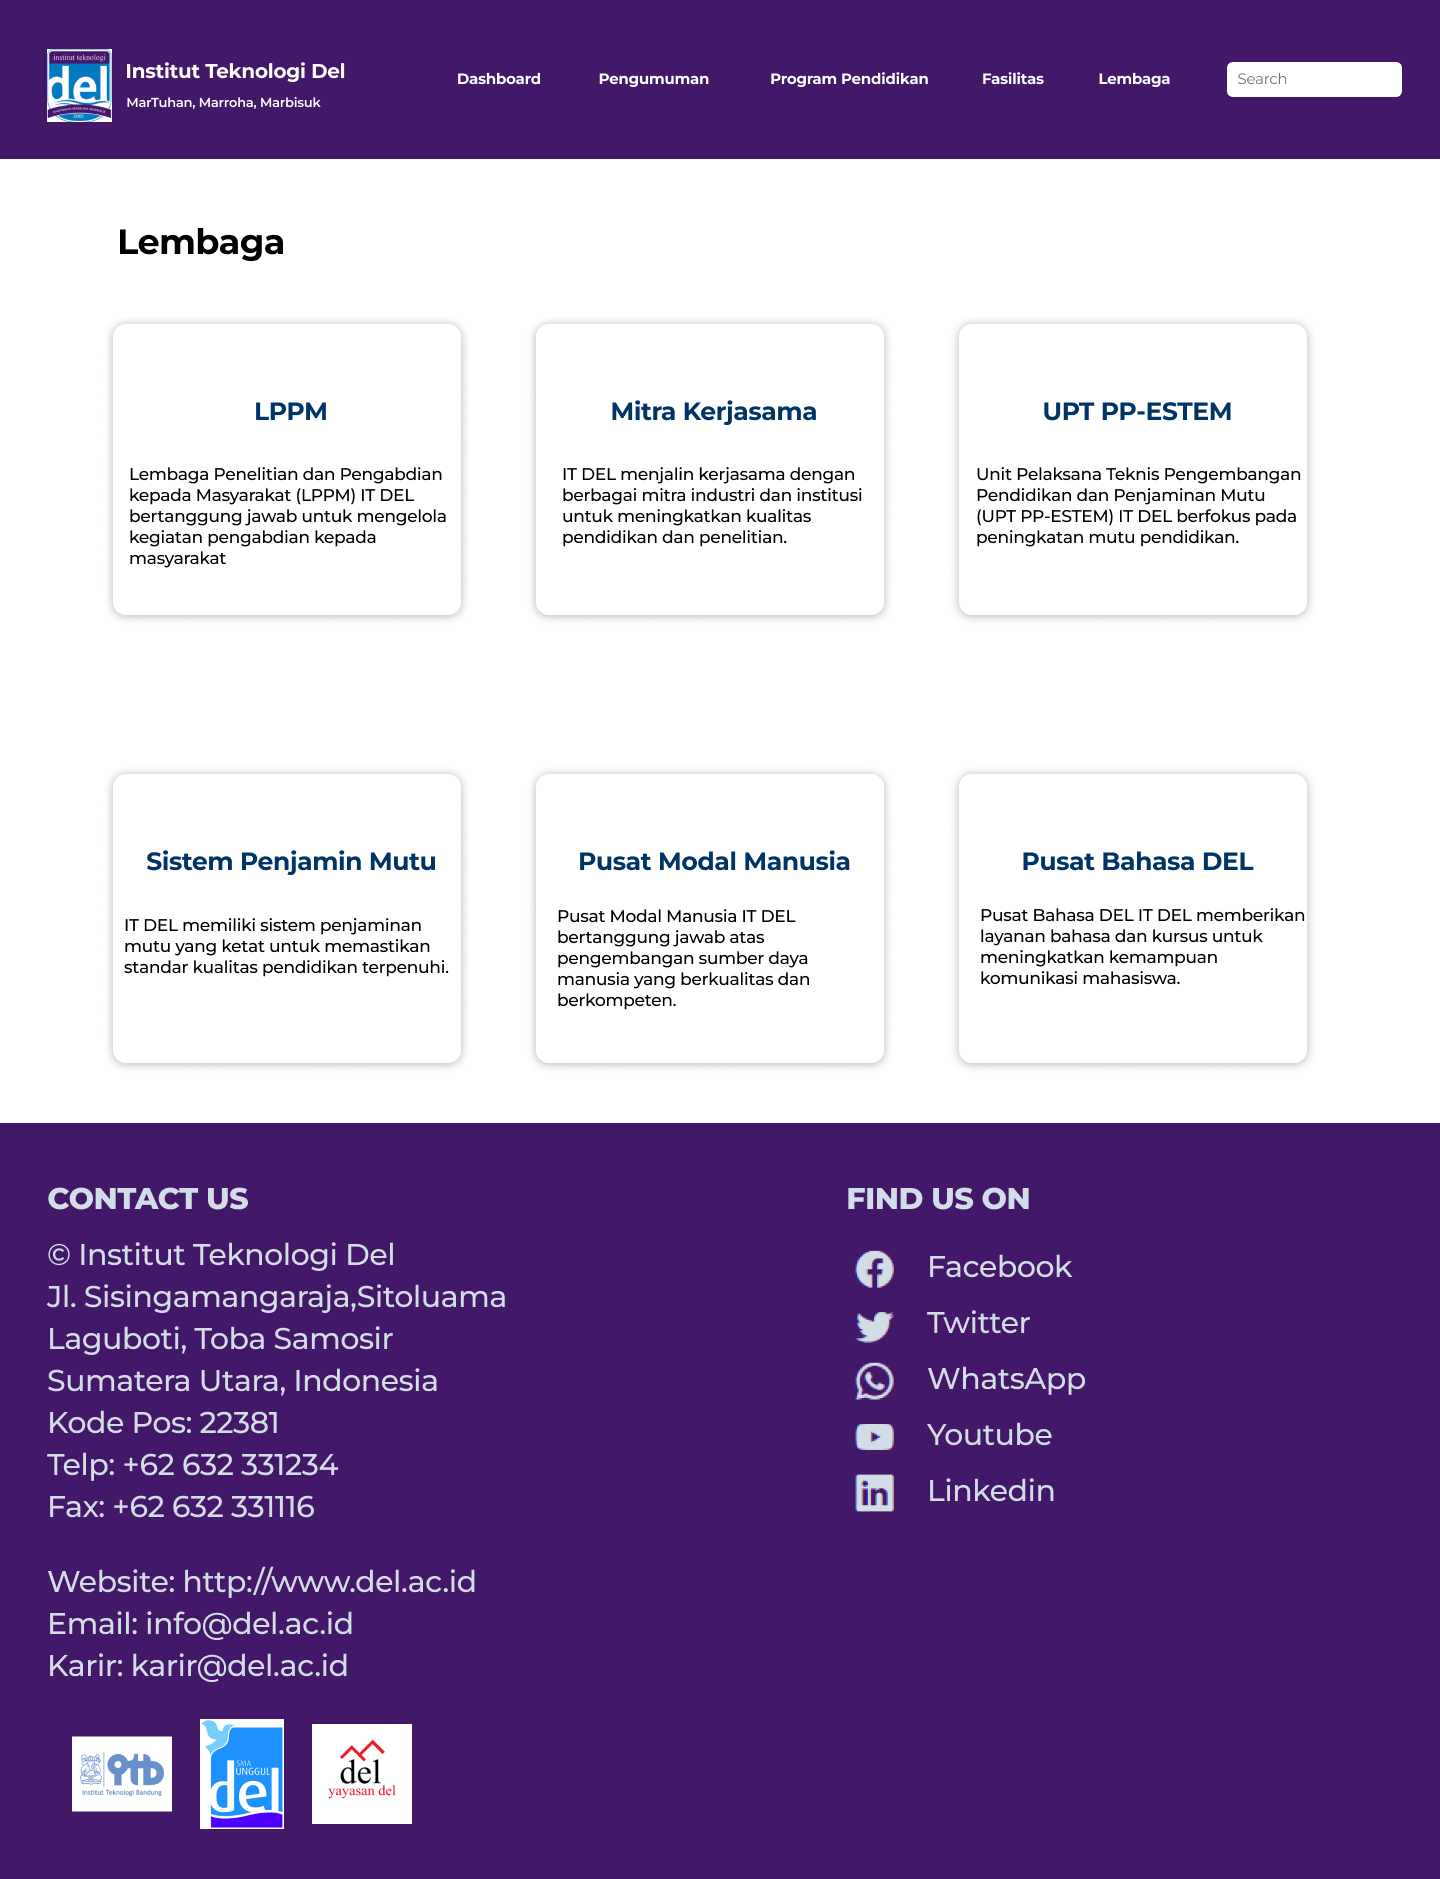 institut teknologi
del
2001
Institut Teknologi Del
MarTuhan, Marroha, Marbisuk
Dashboard
Pengumuman
Program Pendidikan
Fasilitas
Lembaga
Search
Lembaga
LPPM
Lembaga Penelitian dan Pengabdian
kepada Masyarakat (LPPM) IT DEL
bertanggung jawab untuk mengelola
kegiatan pengabdian kepada
masyarakat
Mitra Kerjasama
IT DEL menjalin kerjasama dengan
berbagai mitra industri dan institusi
untuk meningkatkan kualitas
pendidikan dan penelitian.
UPT PP-ESTEM
Unit Pelaksana Teknis Pengembangan
Pendidikan dan Penjaminan Mutu
(UPT PP-ESTEM) IT DEL berfokus pada
peningkatan mutu pendidikan.
Sistem Penjamin Mutu
IT DEL memiliki sistem penjaminan
mutu yang ketat untuk memastikan
standar kualitas pendidikan terpenuhi.
Pusat Modal Manusia
Pusat Modal Manusia IT DEL
bertanggung jawab atas
pengembangan sumber daya
manusia yang berkualitas dan
berkompeten.
Pusat Bahasa DEL
Pusat Bahasa DEL IT DEL memberikan
layanan bahasa dan kursus untuk
meningkatkan kemampuan
komunikasi mahasiswa.
CONTACT US
© Institut Teknologi Del
Jl. Sisingamangaraja,Sitoluama
Laguboti, Toba Samosir
Sumatera Utara, Indonesia
Kode Pos: 22381
Telp: +62 632 331234
Fax: +62 632 331116
Website: http://www.del.ac.id
Email: info@del.ac.id
Karir: karir@del.ac.id
FIND US ON
Facebook
Twitter
WhatsApp
Youtube
in
Linkedin
Institut Teknologi Bandung
SMA
UNGGUL
del
del
yayasan del